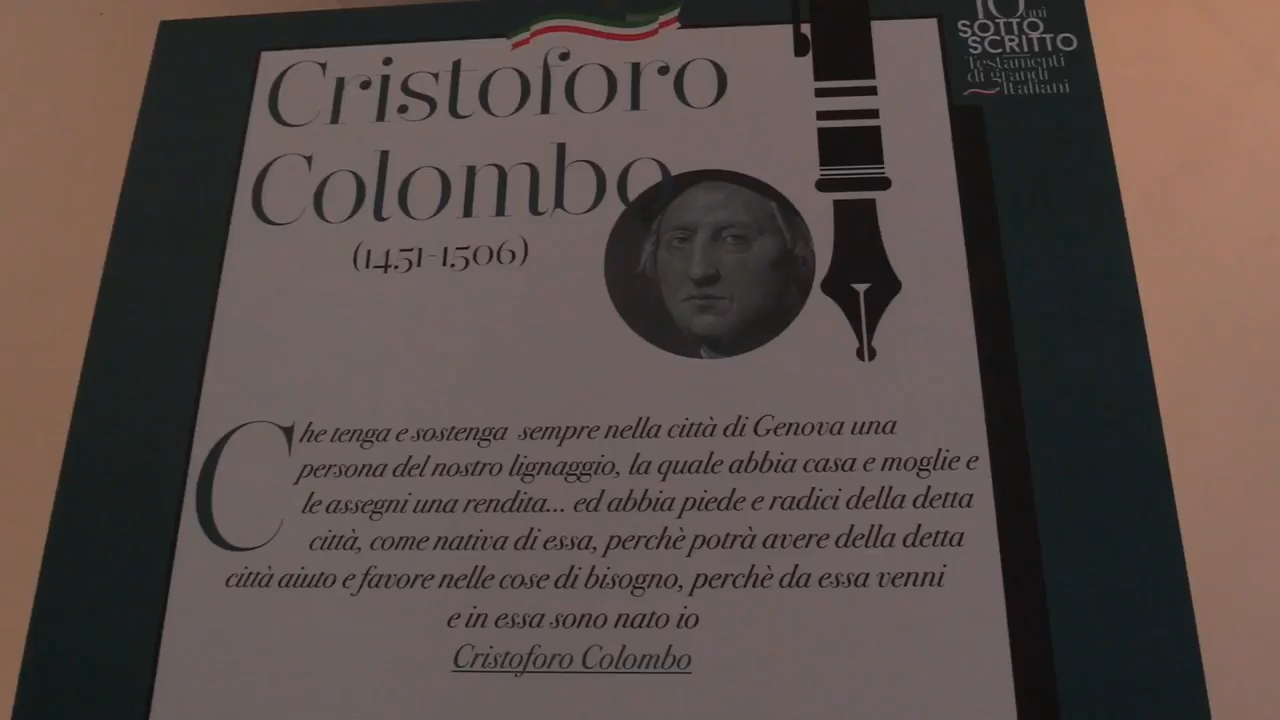 Cristoforo
Colombo
(1451-1506)
IO
SOTTO
SCRITTO
Testamenti
di grandi
Italiani
Che tenga e sostenga sempre nella città di Genova una
persona del nostro lignaggio, la quale abbia casa e moglie e
le assegni una rendita... ed abbia piede e radici della detta
città, come nativa di essa, perchè potrà avere della detta
città aiuto e favore nelle cose di bisogno, perchè da essa venni
e in essa sono nato io
Cristoforo Colombo